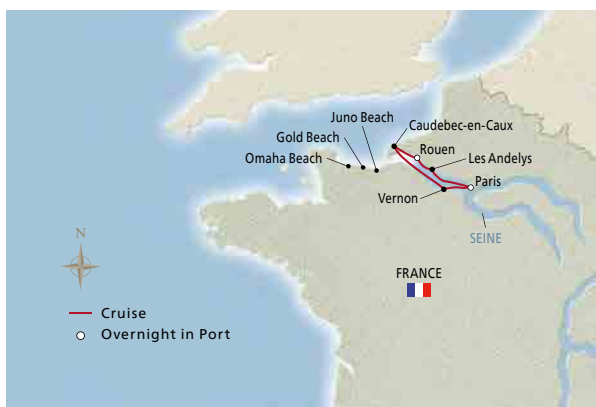 Juno Beach
Caudebec-en-Caux
Gold Beach
Rouen
Omaha Beach
Les Andelys
Paris
Vernon
SEINE
N
FRANCE
Cruise
Overnight in Port